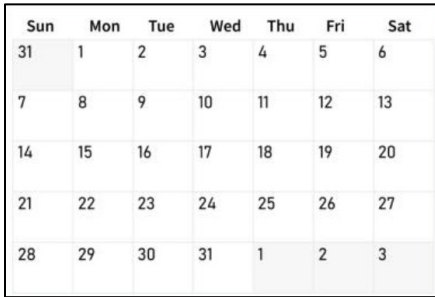 Sun Mon Tue Wed Thu Fri Sat
31 1 2 3 4 5 6
7 8 9 10 11 12 13
14 15 16 17 18 19 20
21 22 23 24 25 26 27
28 29 30 31 1 2 3